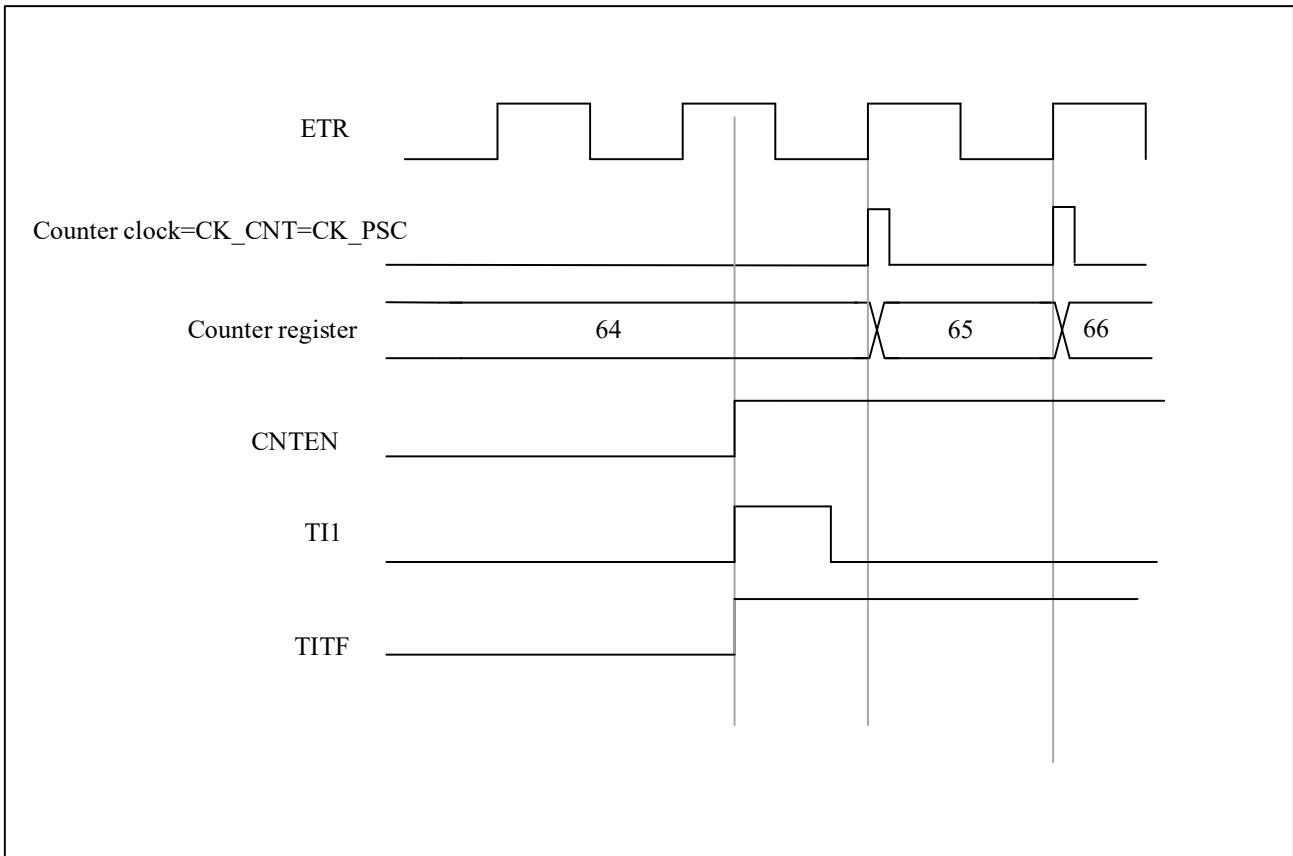 ETR
Counter clock=CK_CNT=CK_PSC
Counter register
64
65
66
CNTEN
TI1
TITF